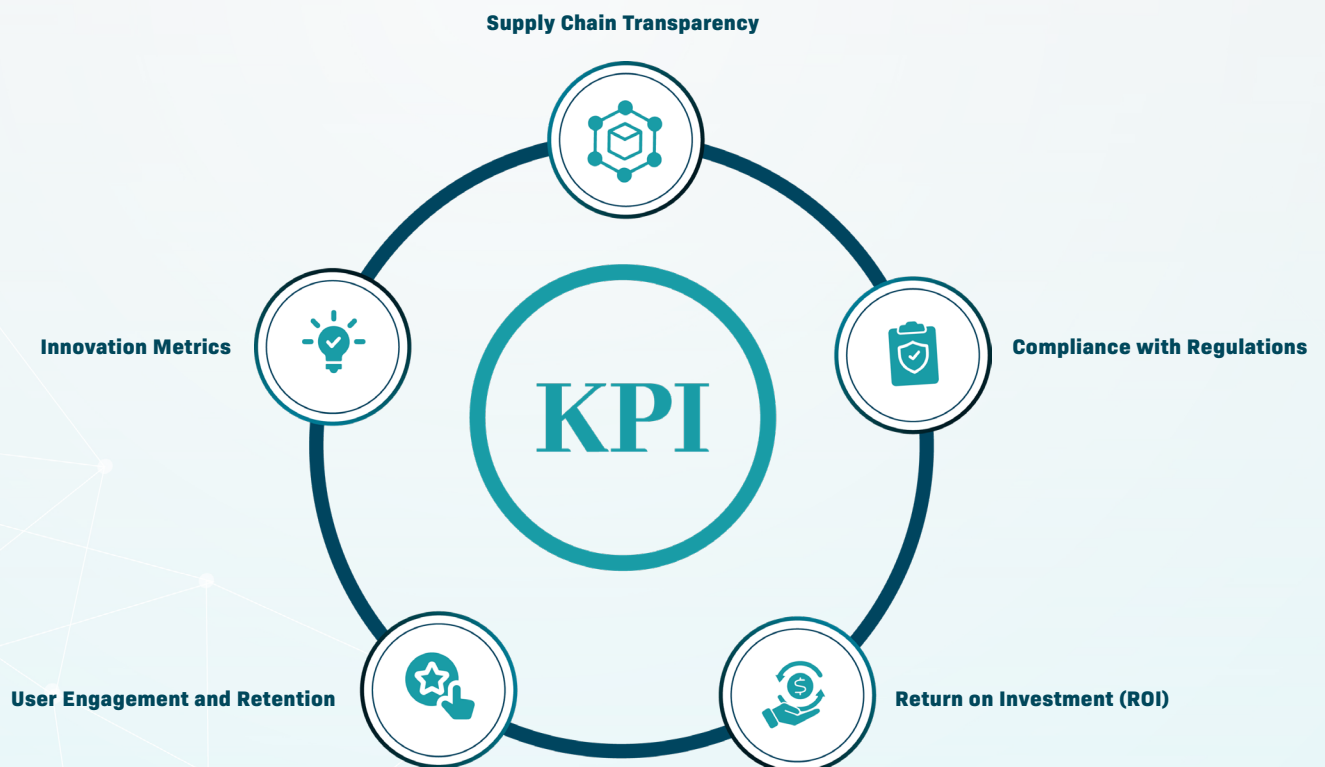 Supply Chain Transparency
Innovation Metrics
Compliance with Regulations
KPI
User Engagement and Retention
Return on Investment (ROI)
$